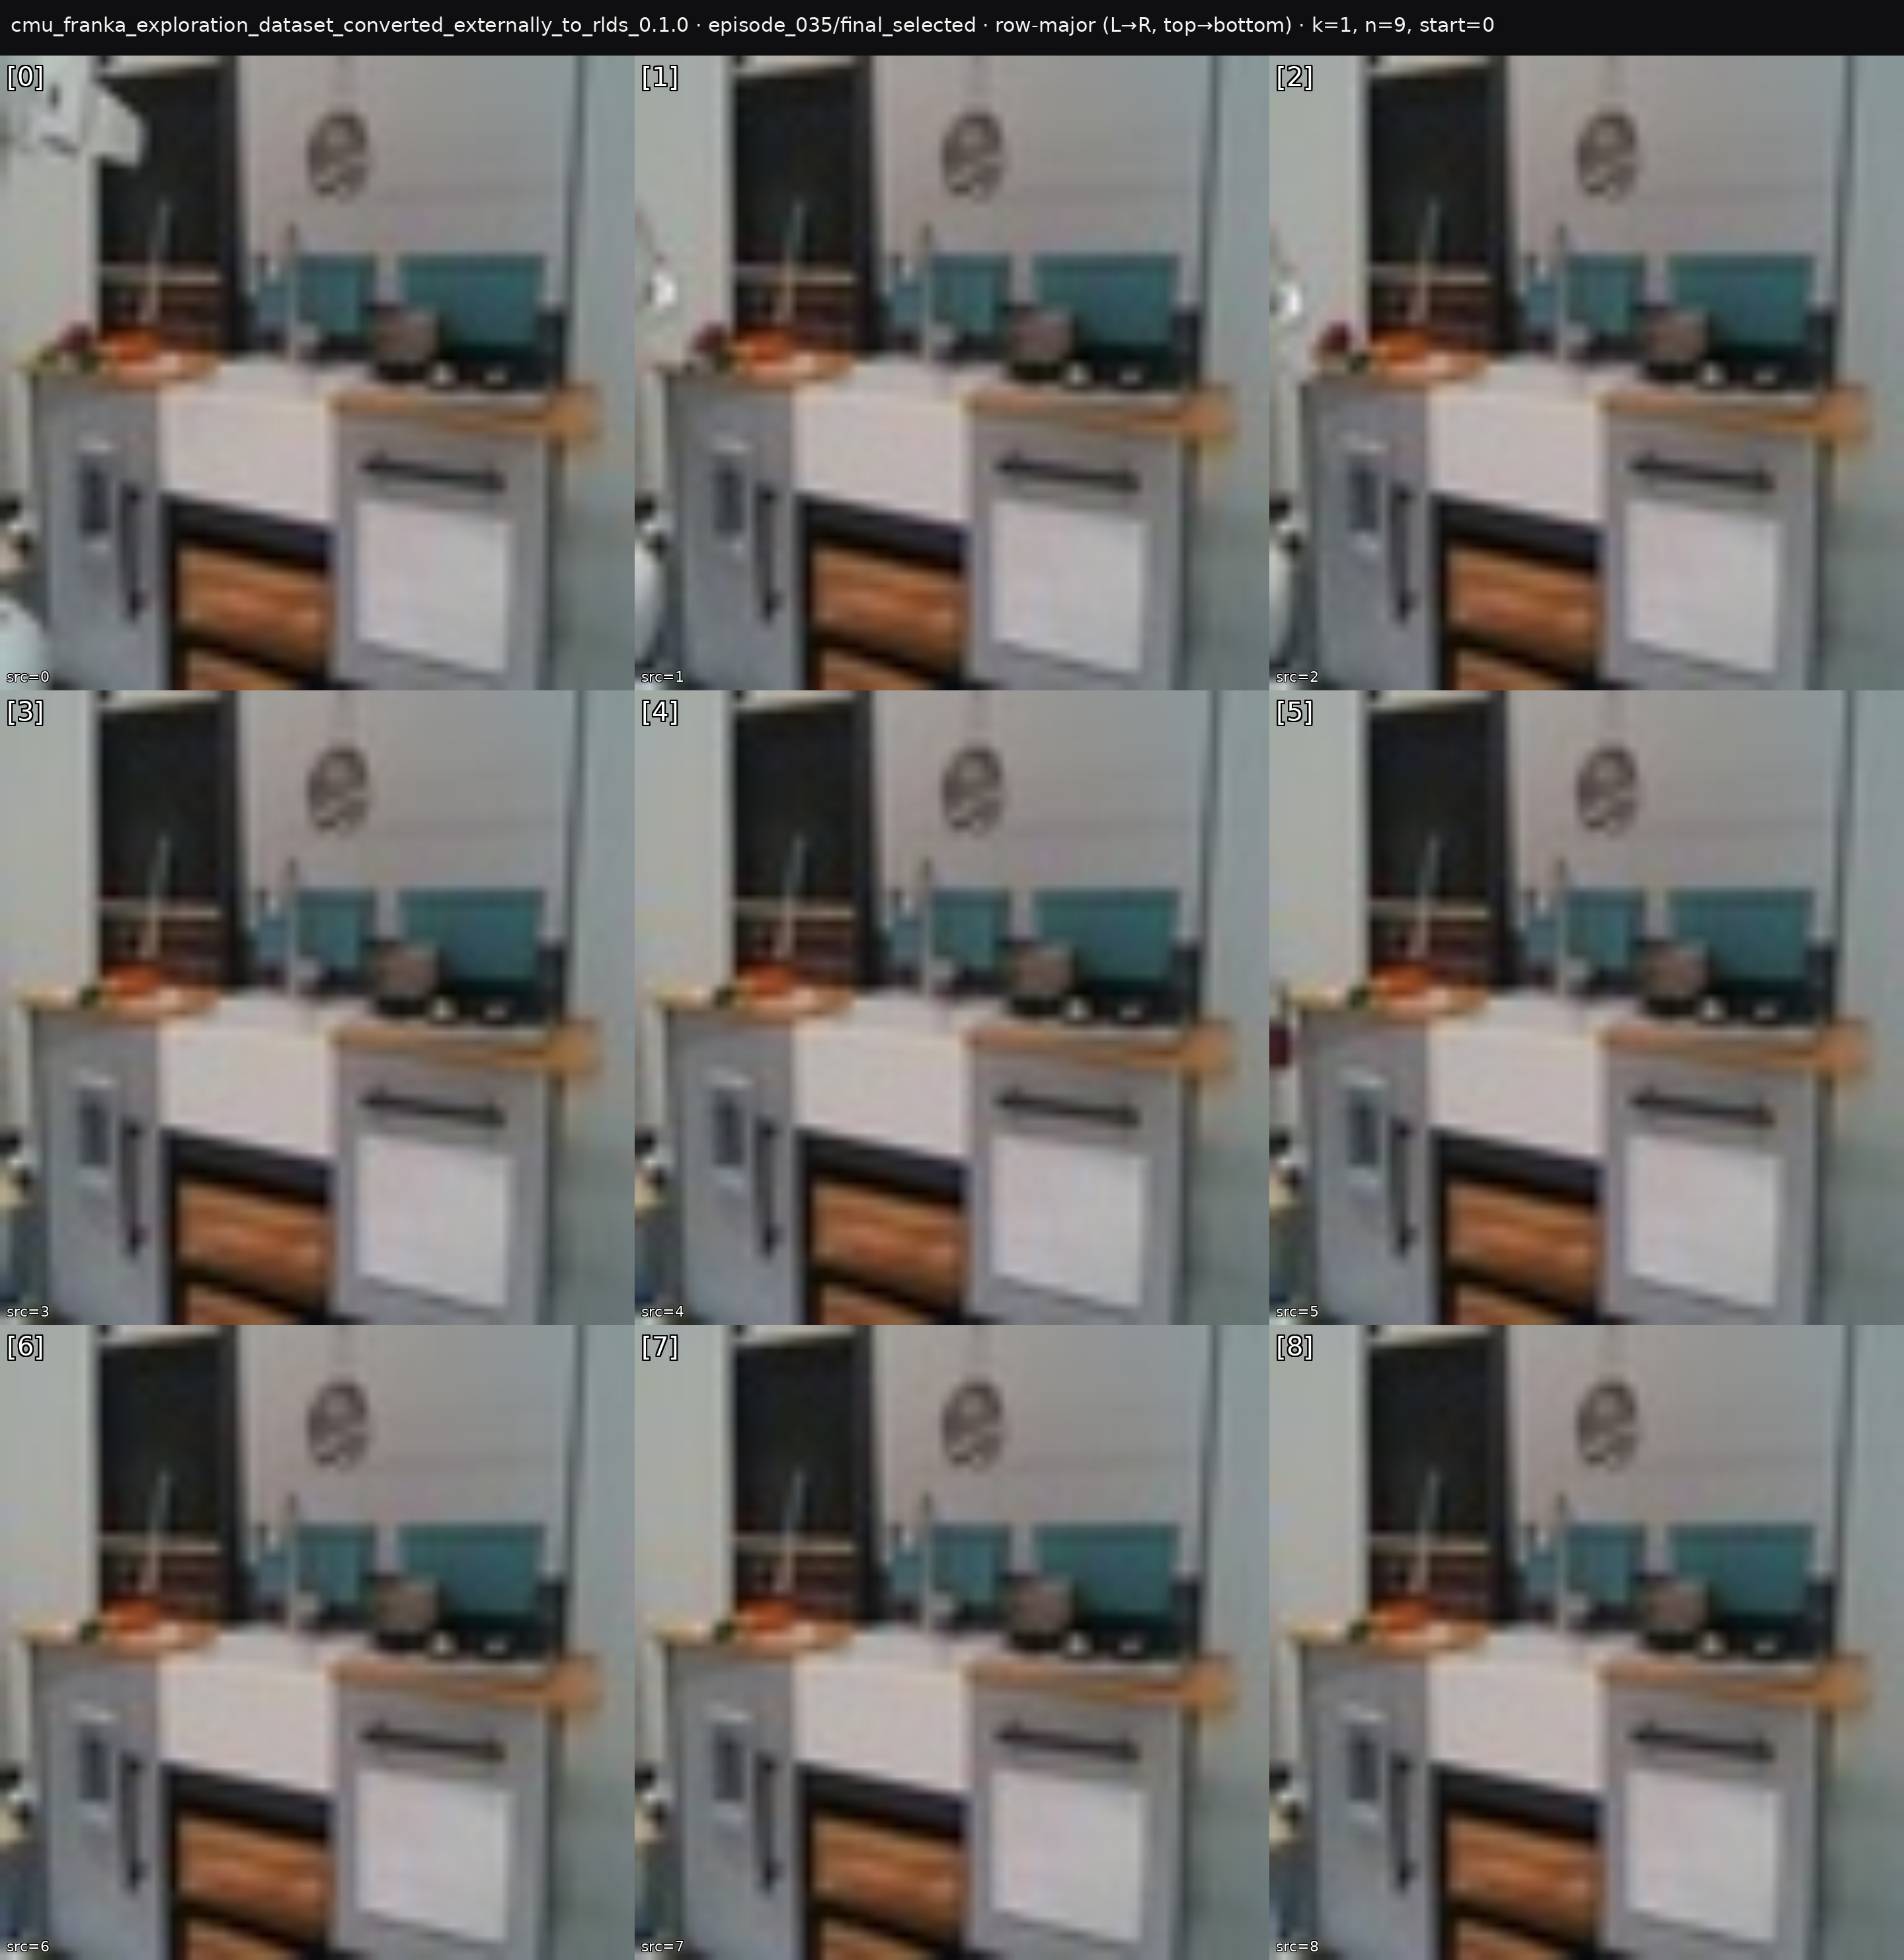 cmu_franka_exploration_dataset_converted_externally_to_rlds_0.1.0 · episode_035/final_selected · row-major (L→R, top→bottom) · k=1, n=9, start=0
[0]
[1]
[2]
src=0
src=1
src=2
[3]
[4]
[5]
src=3
src=4
src=5
[6]
[7]
[8]
src=6
src=7
src=8